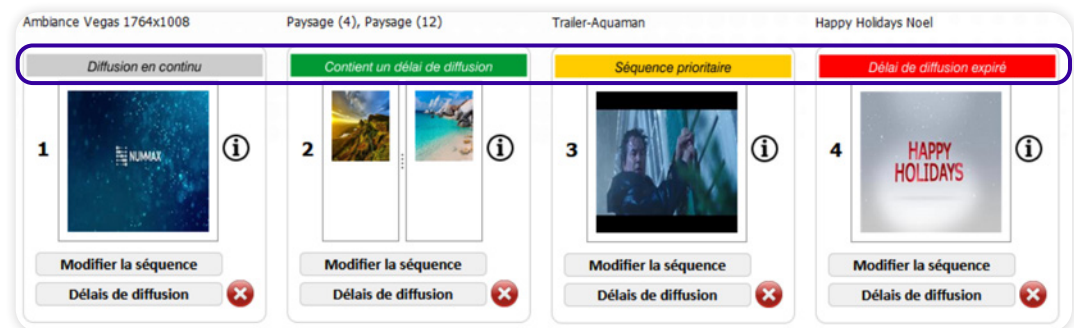 Ambiance Vegas 1764x1008
Paysage (4), Paysage (12)
Trailer-Aquaman
Happy Holidays Noel
Diffusion en continu
Contient un délai de diffusion
Séquence prioritaire
Délai de diffusion expiré
1
NUMMAX
i
2
i
3
i
4
HAPPY
HOLIDAYS
i
Modifier la séquence
Modifier la séquence
Modifier la séquence
Modifier la séquence
Délais de diffusion
Délais de diffusion
Délais de diffusion
Délais de diffusion